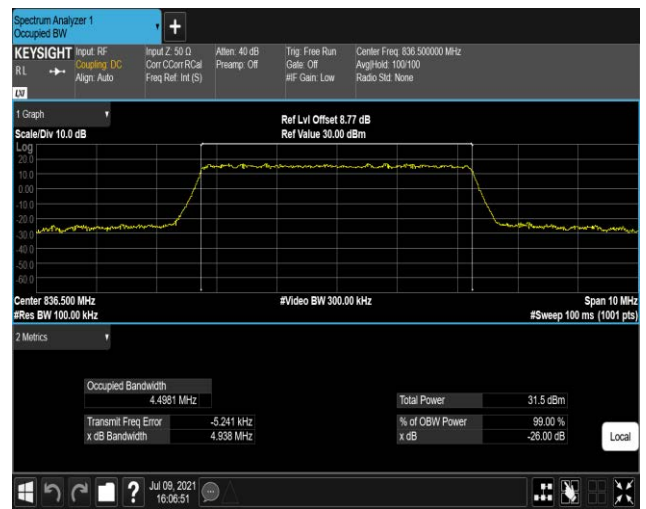 Spectrum Analyzer 1
Occupied BW
KEYSIGHT
R L
LXI
Input: RF
Coupling: DC
Align: Auto
Input Z: 50 Ω
Corr CCorr RCal
Freq Ref: Int (S)
Atten: 40 dB
Preamp: Off
Trig: Free Run
Gate: Off
#IF Gain: Low
Center Freq: 836.500000 MHz
Avg|Hold: 100/100
Radio Std: None
1 Graph
Scale/Div 10.0 dB
Ref Lvl Offset 8.77 dB
Ref Value 30.00 dBm
Log
20.0
10.0
0.00
-10.0
-20.0
-30.0
-40.0
-50.0
-60.0
Center 836.500 MHz
#Video BW 300.00 kHz
Span 10 MHz
#Res BW 100.00 kHz
#Sweep 100 ms (1001 pts)
2 Metrics
Occupied Bandwidth
4.4981 MHz
Total Power 31.5 dBm
Transmit Freq Error -5.241 kHz
% of OBW Power 99.00 %
x dB Bandwidth 4.938 MHz
x dB -26.00 dB
Local
?
Jul 09, 2021
16:06:51